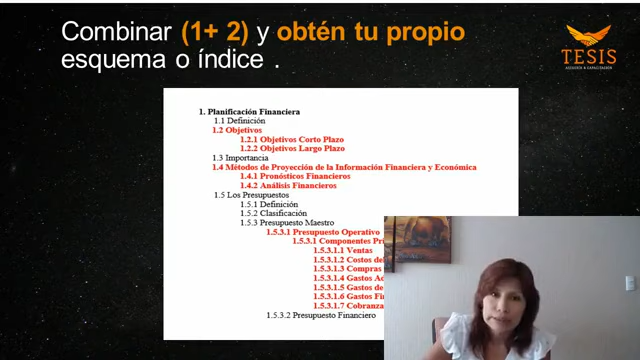 Combinar (1+ 2) y obtén tu propio
esquema o índice .
TESIS
ASESORÍA & CAPACITACIÓN
1. Planificación Financiera
1.1 Definición
1.2 Objetivos
1.2.1 Objetivos Corto Plazo
1.2.2 Objetivos Largo Plazo
1.3 Importancia
1.4 Métodos de Proyección de la Información Financiera y Económica
1.4.1 Pronósticos Financieros
1.4.2 Análisis Financieros
1.5 Los Presupuestos
1.5.1 Definición
1.5.2 Clasificación
1.5.3 Presupuesto Maestro
1.5.3.1 Presupuesto Operativo
1.5.3.1 Componentes
1.5.3.1.1 Ventas
1.5.3.1.2 Costos
1.5.3.1.3 Compras
1.5.3.1.4 Gastos
1.5.3.1.5 Gastos de
1.5.3.1.6 Gastos
1.5.3.1.7
1.5.3.2 Presupuesto Financiero